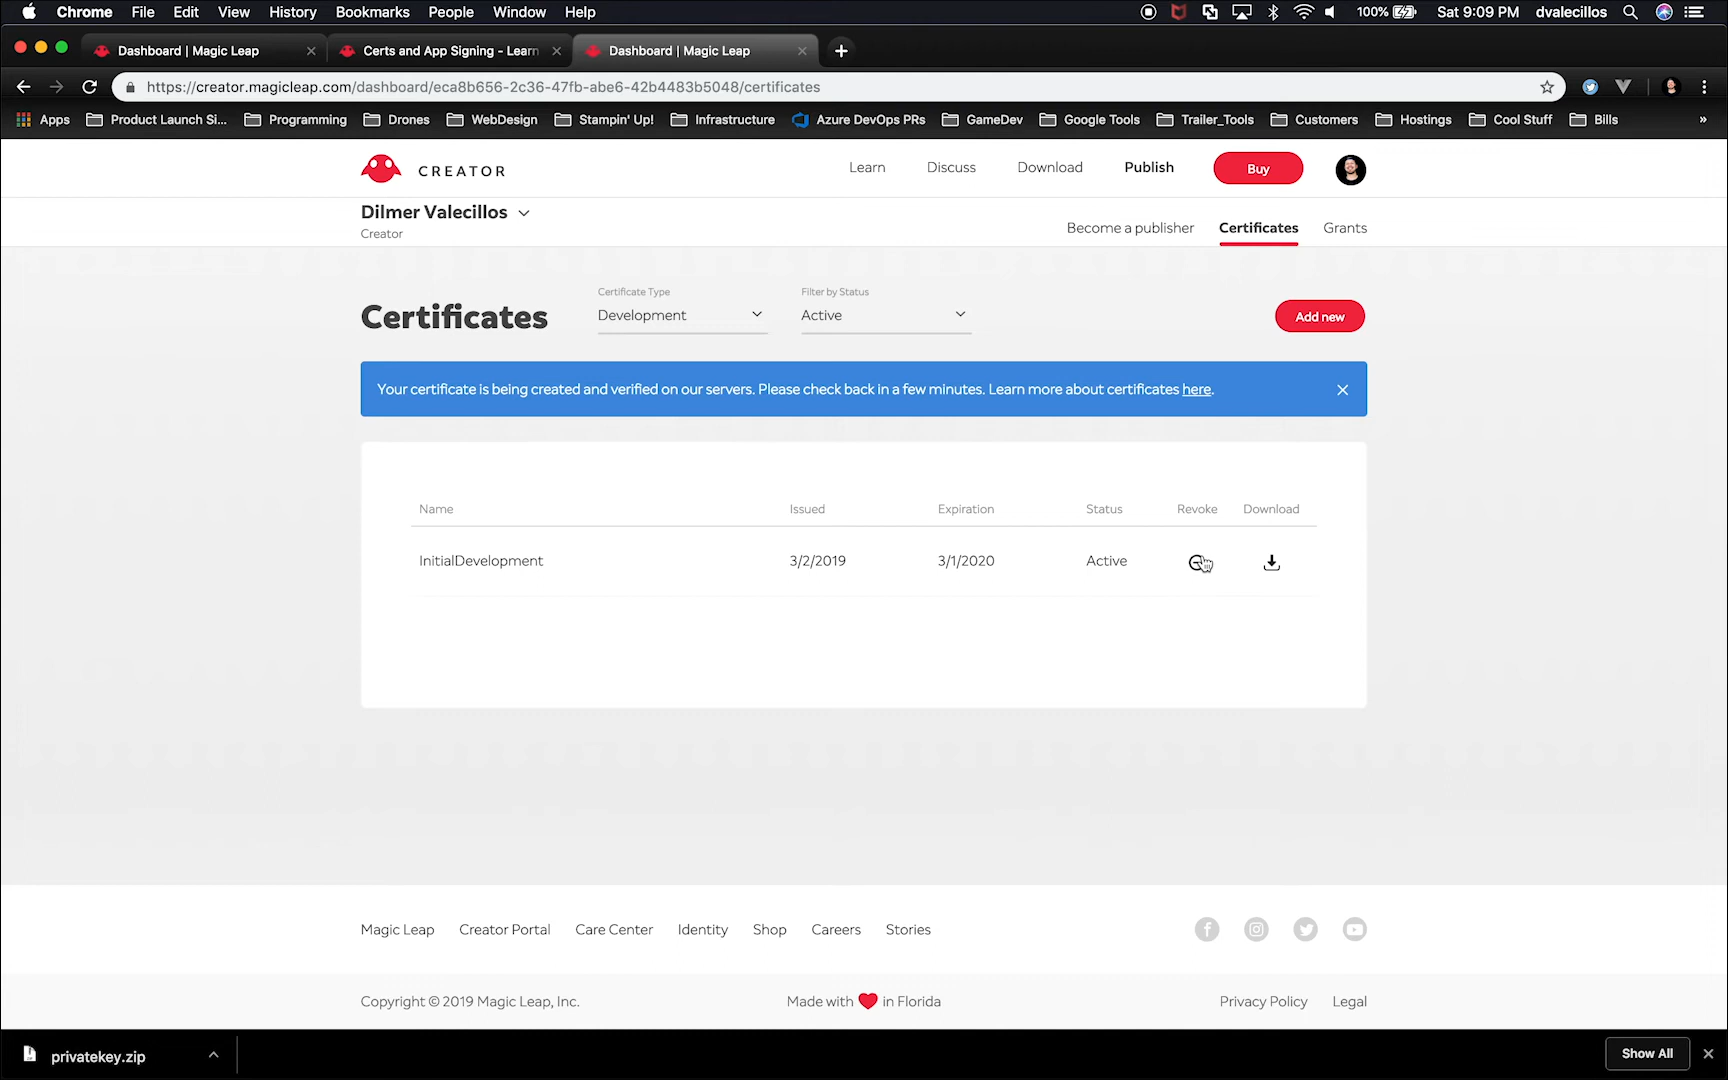 Chrome File Edit View History Bookmarks People Window Help 100% Sat 9:09 PM dvalecillos
Dashboard | Magic Leap Certs and App Signing - Learn Dashboard | Magic Leap
https://creator.magicleap.com/dashboard/eca8b656-2c36-47fb-abe6-42b4483b5048/certificates
Apps Product Launch Si... Programming Drones WebDesign Stampin' Up! Infrastructure Azure DevOps PRs GameDev Google Tools Trailer_Tools Customers Hostings Cool Stuff Bills »
CREATOR Learn Discuss Download Publish Buy
Dilmer Valecillos
Creator
Become a publisher Certificates Grants
Certificate Type Filter by Status
Certificates Development Active Add new
Your certificate is being created and verified on our servers. Please check back in a few minutes. Learn more about certificates here.
Name Issued Expiration Status Revoke Download
InitialDevelopment 3/2/2019 3/1/2020 Active
Magic Leap Creator Portal Care Center Identity Shop Careers Stories
Copyright © 2019 Magic Leap, Inc. Made with ❤ in Florida Privacy Policy Legal
privatekey.zip Show All